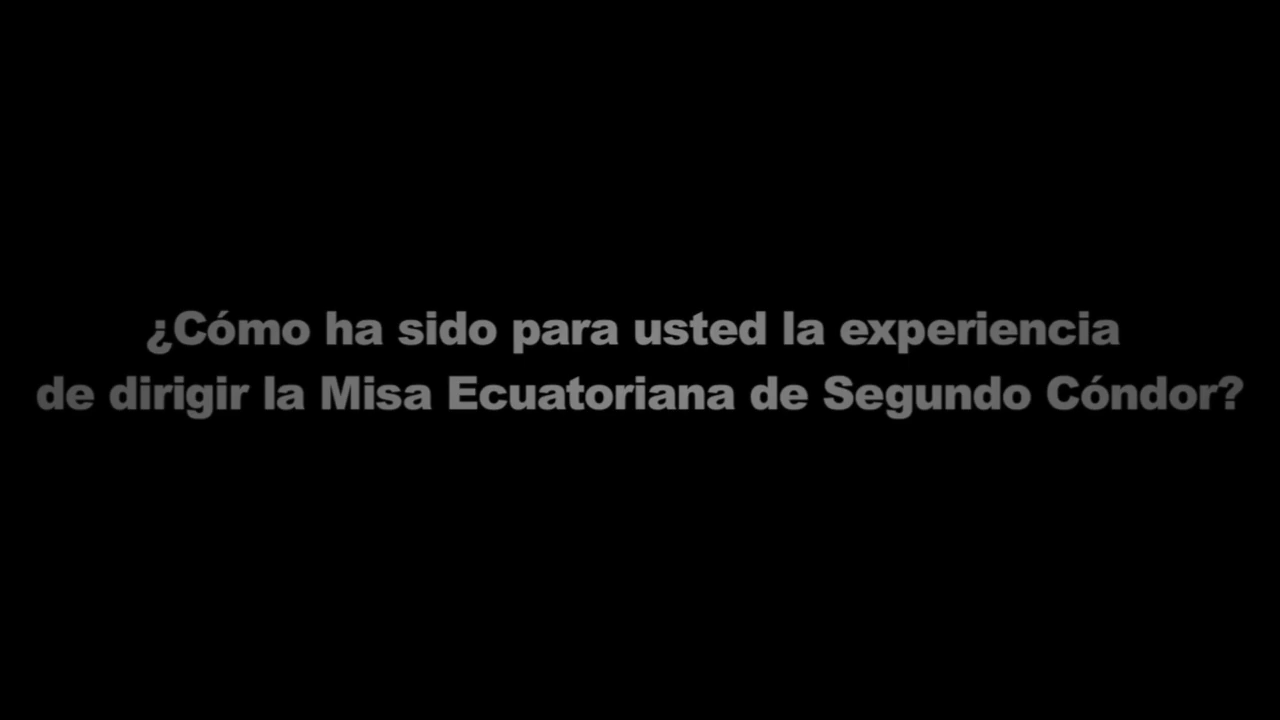 ¿Cómo ha sido para usted la experiencia
de dirigir la Misa Ecuatoriana de Segundo Cóndor?